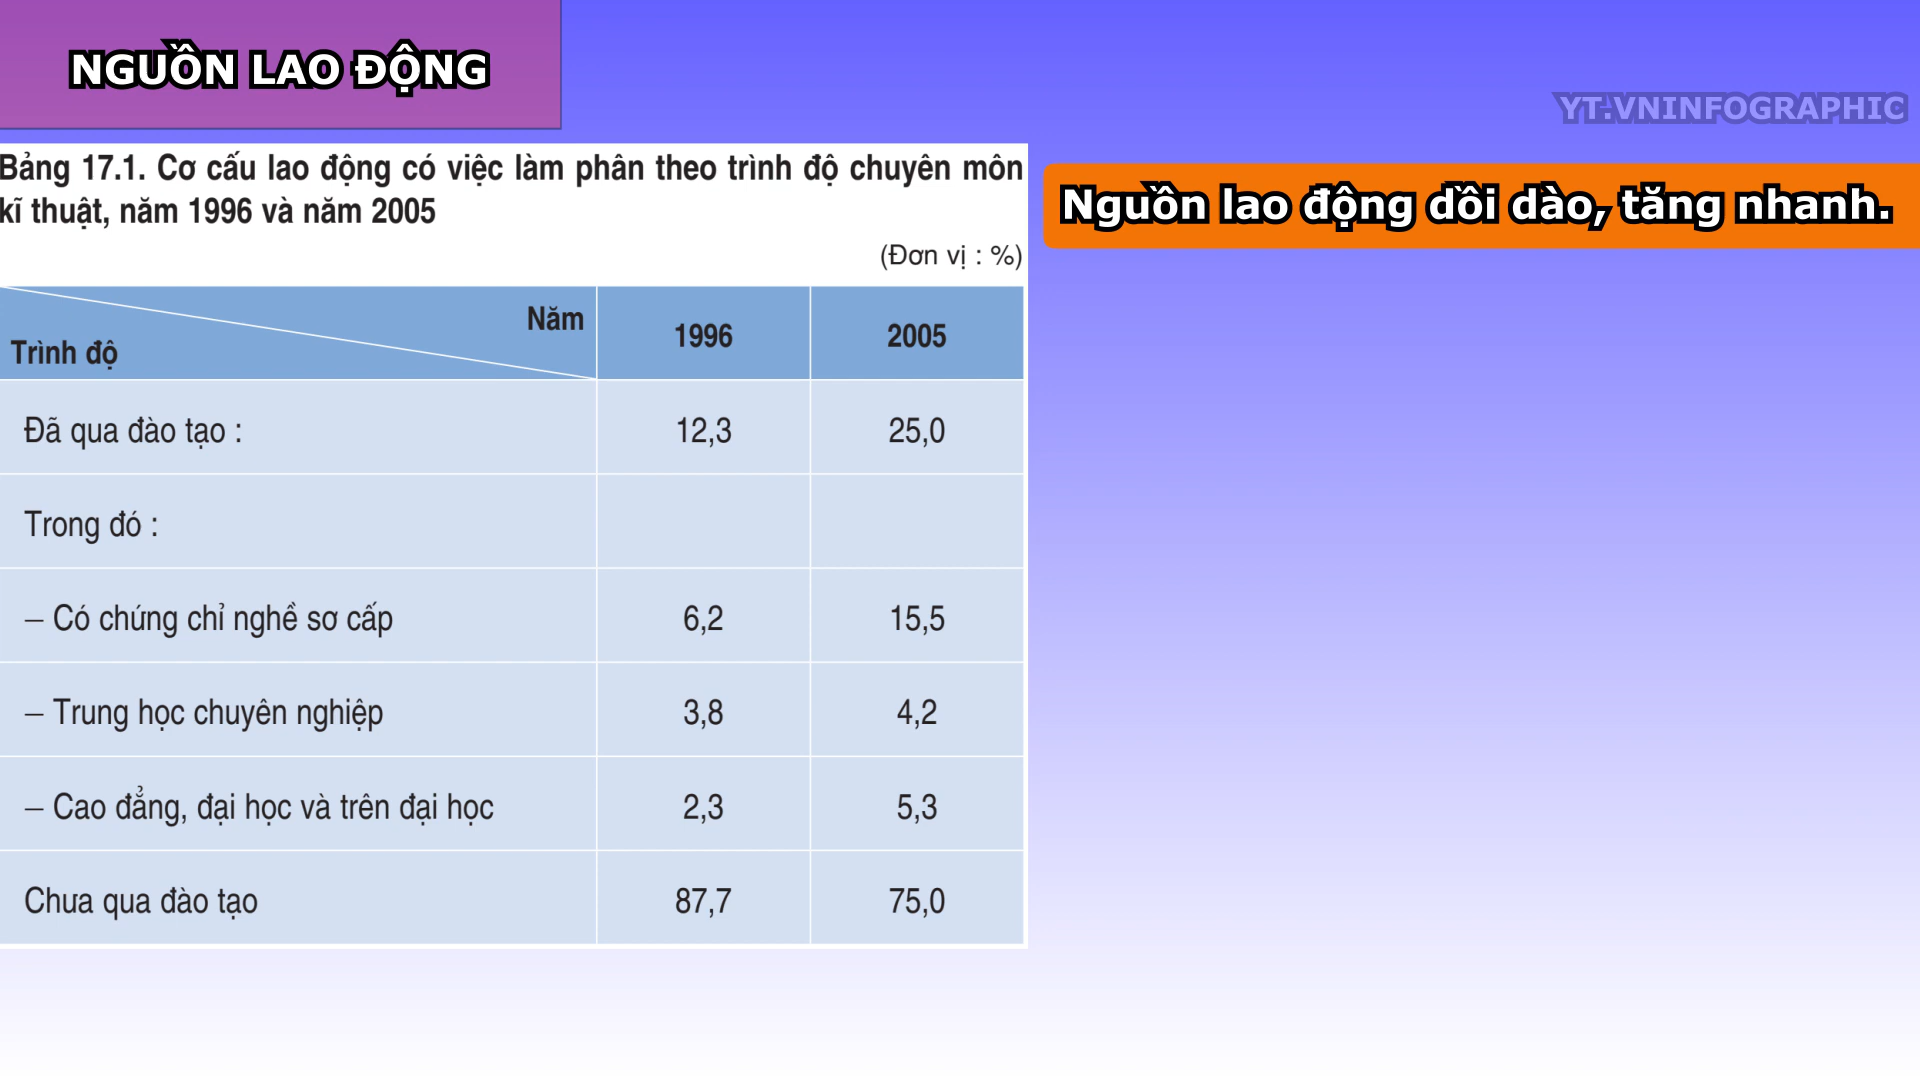 NGUỒN LAO ĐỘNG
YT:VNINFOGRAPHIC
Bảng 17.1. Cơ cấu lao động có việc làm phân theo trình độ chuyên môn
kĩ thuật, năm 1996 và năm 2005
(Đơn vị : %)
Nguồn lao động dồi dào, tăng nhanh.
Năm
Trình độ
1996
2005
Đã qua đào tạo :
12,3
25,0
Trong đó :
– Có chứng chỉ nghề sơ cấp
6,2
15,5
– Trung học chuyên nghiệp
3,8
4,2
– Cao đẳng, đại học và trên đại học
2,3
5,3
Chưa qua đào tạo
87,7
75,0